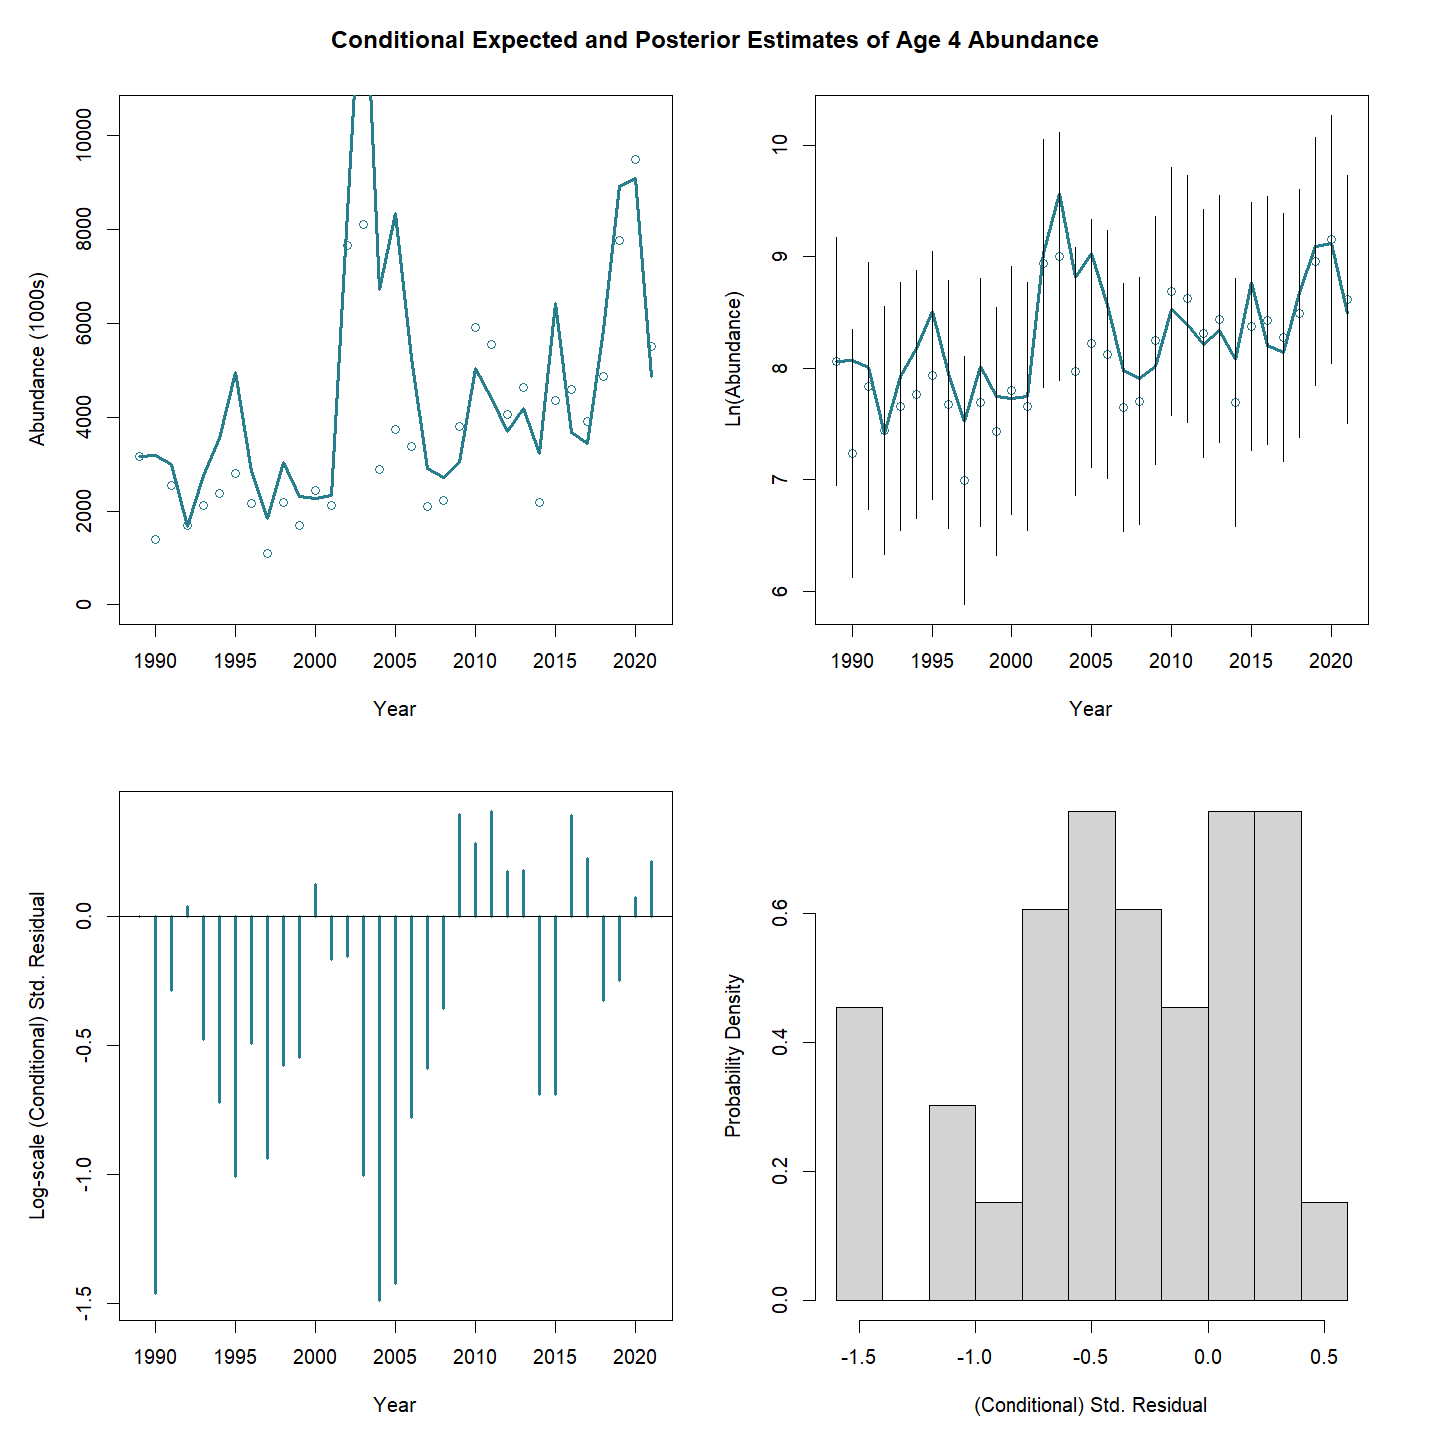 Conditional Expected and Posterior Estimates of Age 4 Abundance
Abundance (1000s)
10000
8000
6000
4000
2000
0
1990 1995 2000 2005 2010 2015 2020
Year
Ln(Abundance)
10
9
8
7
6
1990 1995 2000 2005 2010 2015 2020
Year
Log-scale (Conditional) Std. Residual
0.0
-0.5
-1.0
-1.5
1990 1995 2000 2005 2010 2015 2020
Year
Probability Density
0.6
0.4
0.2
0.0
-1.5 -1.0 -0.5 0.0 0.5
(Conditional) Std. Residual